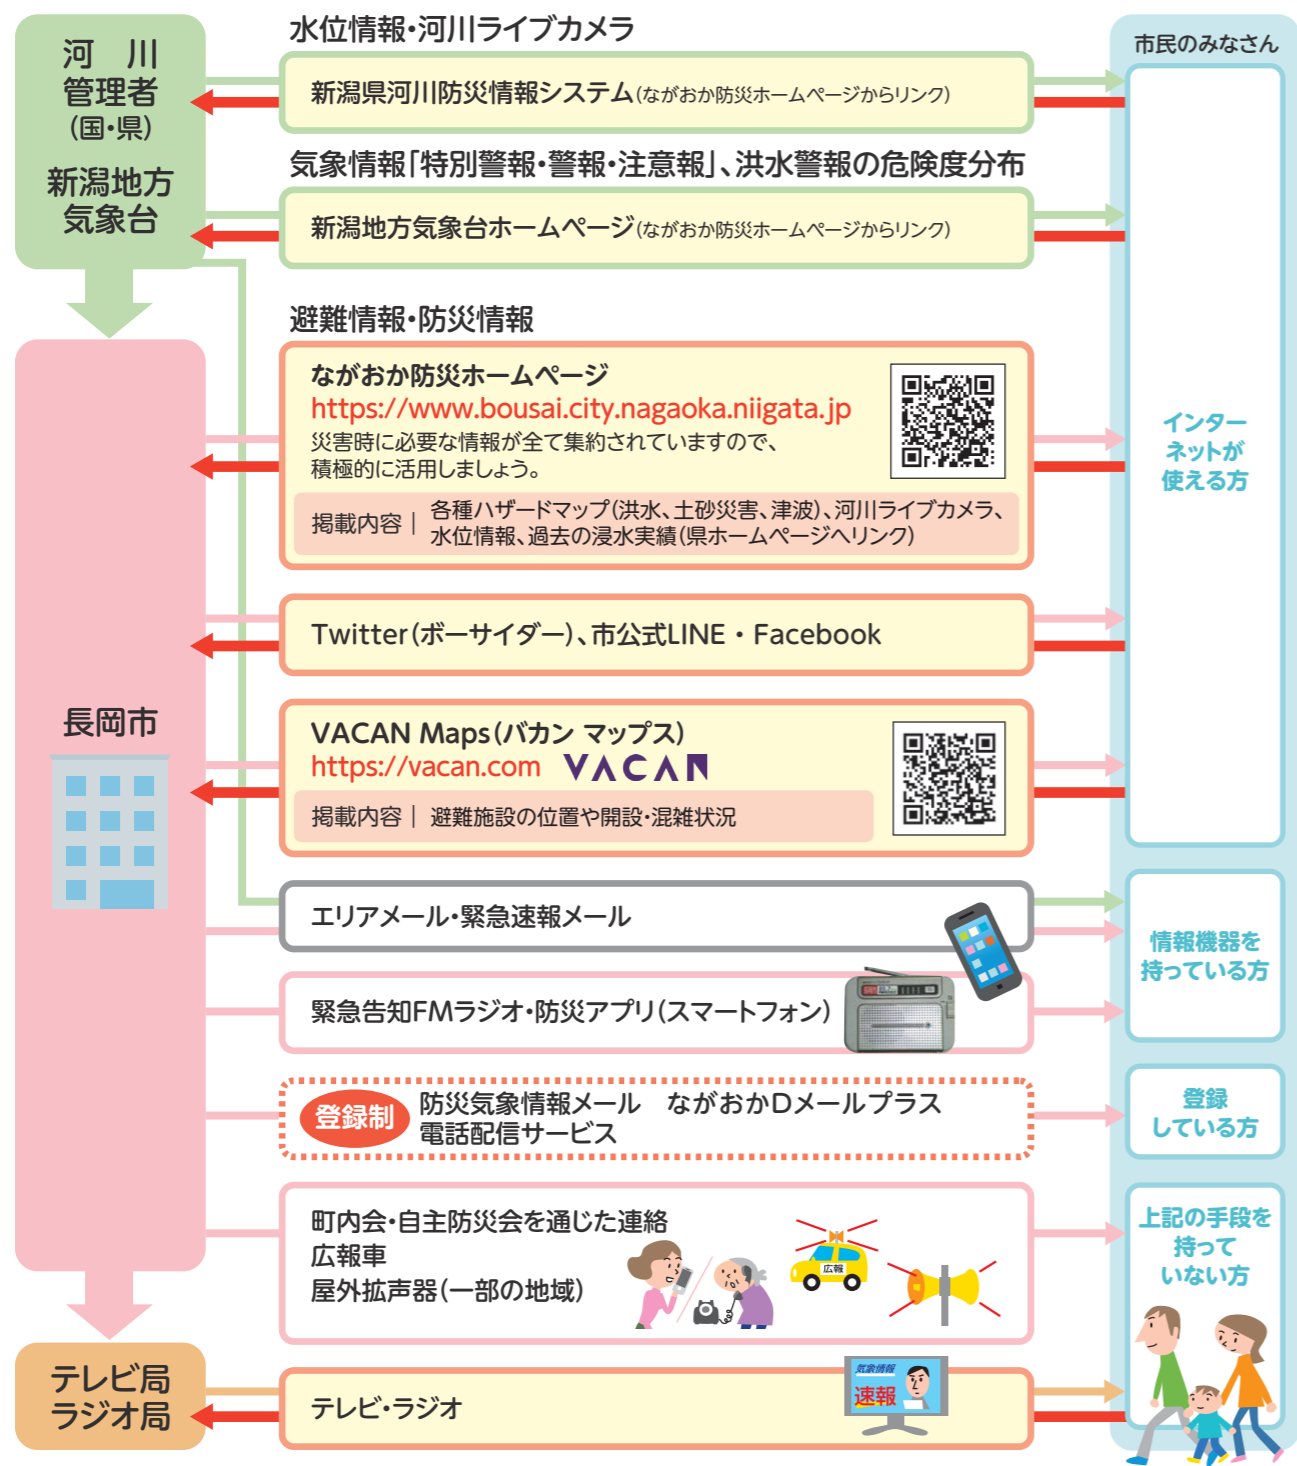 水位情報・河川ライブカメラ
河 川
管理者
(国・県)
新潟地方
気象台
市民のみなさん
新潟県河川防災情報システム(ながおか防災ホームページからリンク)
気象情報「特別警報・警報・注意報」、洪水警報の危険度分布
新潟地方気象台ホームページ(ながおか防災ホームページからリンク)
避難情報・防災情報
ながおか防災ホームページ
https://www.bousai.city.nagaoka.niigata.jp
災害時に必要な情報が全て集約されていますので、
積極的に活用しましょう。
掲載内容| 各種ハザードマップ(洪水、土砂災害、津波)、河川ライブカメラ、
水位情報、過去の浸水実績(県ホームページへリンク)
インター
ネットが
使える方
Twitter(ボーサイダー)、市公式LINE・Facebook
長岡市
VACAN Maps(バカン マップス)
https://vacan.com VACAN
掲載内容| 避難施設の位置や開設・混雑状況
エリアメール・緊急速報メール
緊急告知FMラジオ・防災アプリ(スマートフォン)
情報機器を
持っている方
登録制
防災気象情報メール ながおかDメールプラス
電話配信サービス
登録
している方
町内会・自主防災会を通じた連絡
広報車
屋外拡声器(一部の地域)
広報
上記の手段を
持って
いない方
テレビ局
ラジオ局
テレビ・ラジオ
気象情報
速報